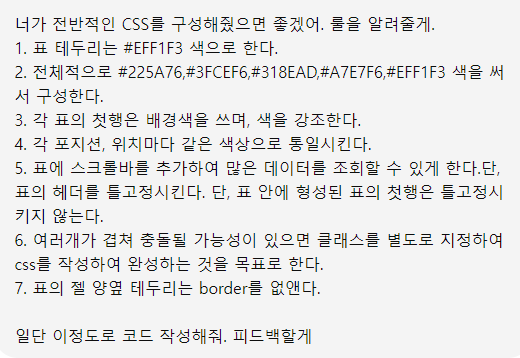 너가 전반적인 CSS를 구성해줬으면 좋겠어. 룰을 알려줄게.
1. 표 테두리는 #EFF1F3 색으로 한다.
2. 전체적으로 #225A76,#3FCEF6,#318EAD,#A7E7F6,#EFF1F3 색을 써
서 구성한다.
3. 각 표의 첫행은 배경색을 쓰며, 색을 강조한다.
4. 각 포지션, 위치마다 같은 색상으로 통일시킨다.
5. 표에 스크롤바를 추가하여 많은 데이터를 조회할 수 있게 한다.단,
표의 헤더를 틀고정시킨다. 단, 표 안에 형성된 표의 첫행은 틀고정시
키지 않는다.
6. 여러개가 겹쳐 충돌될 가능성이 있으면 클래스를 별도로 지정하여
css를 작성하여 완성하는 것을 목표로 한다.
7. 표의 젤 양옆 테두리는 border를 없앤다.
일단 이정도로 코드 작성해줘. 피드백할게